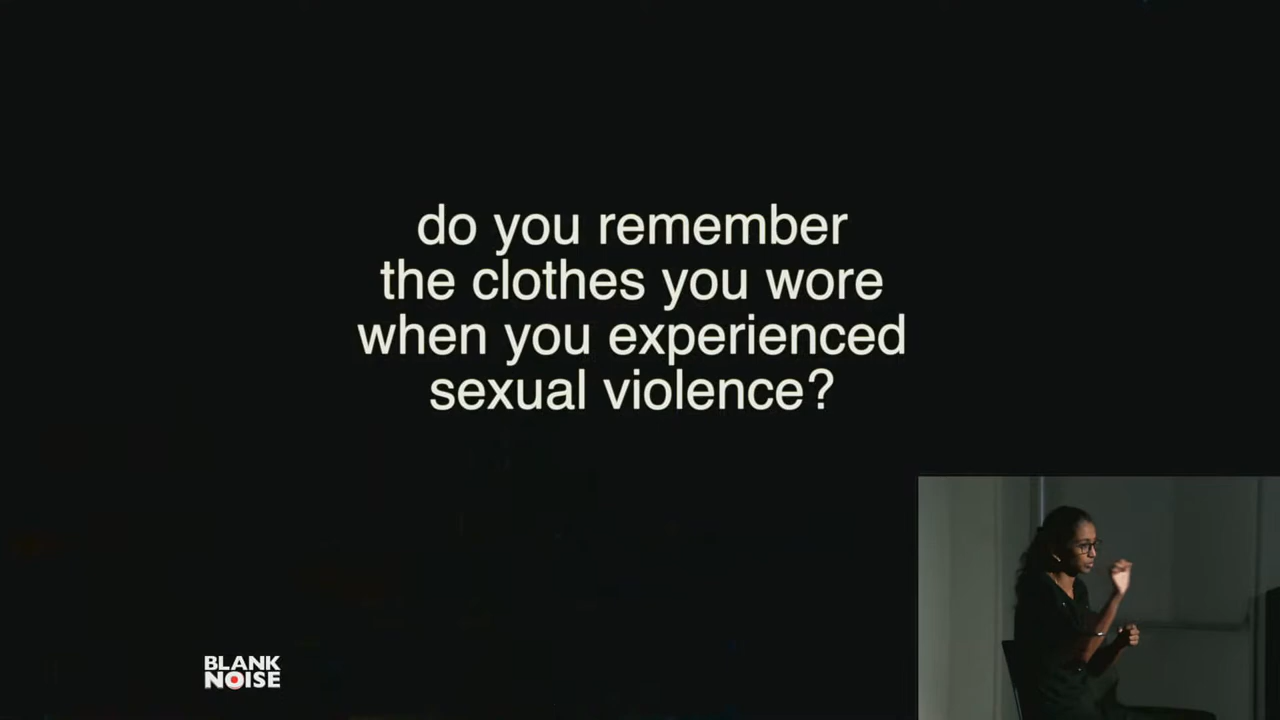 do you remember
the clothes you wore
when you experienced
sexual violence?
BLANK
NOISE